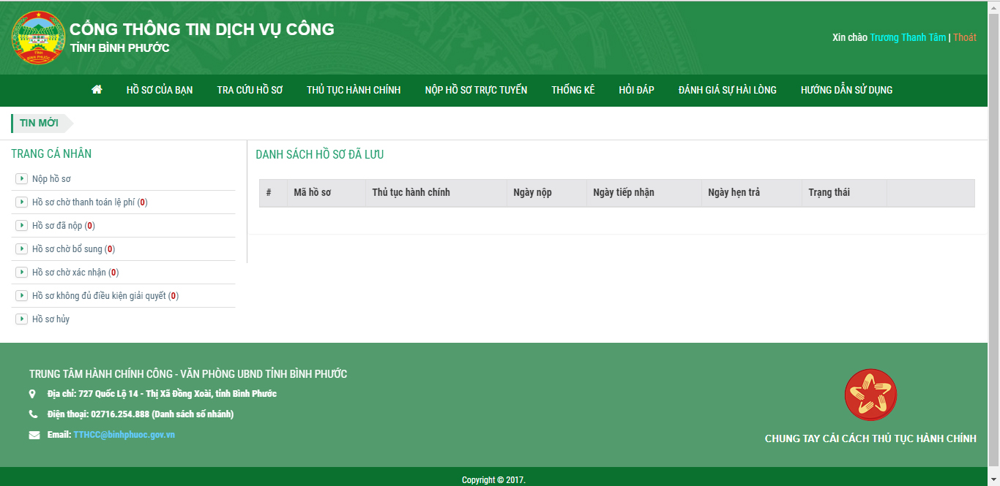 CỔNG THÔNG TIN DỊCH VỤ CÔNG
TỈNH BÌNH PHƯỚC
TỈNH
BÌNH PHƯỚC
Xin chào Trương Thanh Tâm | Thoát
HỒ SƠ CỦA BẠN TRA CỨU HỒ SƠ THỦ TỤC HÀNH CHÍNH NỘP HỒ SƠ TRỰC TUYẾN THỐNG KÊ HỎI ĐÁP ĐÁNH GIÁ SỰ HÀI LÒNG HƯỚNG DẪN SỬ DỤNG
TIN MỚI
TRANG CÁ NHÂN
Nộp hồ sơ
Hồ sơ chờ thanh toán lệ phí (0)
Hồ sơ đã nộp (0)
Hồ sơ chờ bổ sung (0)
Hồ sơ chờ xác nhận (0)
Hồ sơ không đủ điều kiện giải quyết (0)
Hồ sơ hủy
DANH SÁCH HỒ SƠ ĐÃ LƯU
# Mã hồ sơ Thủ tục hành chính Ngày nộp Ngày tiếp nhận Ngày hẹn trả Trạng thái
TRUNG TÂM HÀNH CHÍNH CÔNG - VĂN PHÒNG UBND TỈNH BÌNH PHƯỚC
Địa chỉ: 727 Quốc Lộ 14 - Thị Xã Đồng Xoài, tỉnh Bình Phước
Điện thoại: 02716.254.888 (Danh sách số nhánh)
Email: TTHCC@binhphuoc.gov.vn
CHUNG TAY CẢI CÁCH THỦ TỤC HÀNH CHÍNH
Copyright © 2017.